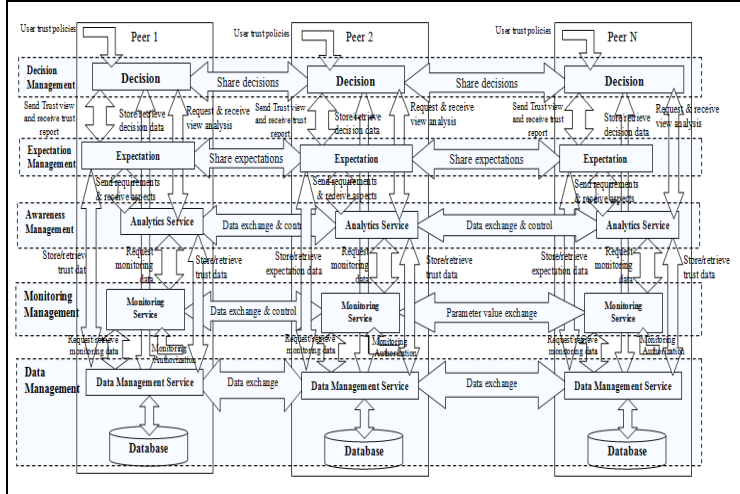 User trust policies
Peer 1
User trust policies
Peer 2
User trust policies
Peer N
Decision
Management
Decision
Share decisions
Decision
Share decisions
Decision
Send Trust view
and receive trust
report
Store/retrieve
decision data
Request & receive
view analysis
Send Trust view
and receive trust
report
Store/retrieve
decision data
Request & receive
view analysis
Send Trust view
and receive trust
report
Store/retrieve
decision data
Request & receive
view analysis
Expectation
Management
Expectation
Share expectations
Expectation
Share expectations
Expectation
Send requirements
& receive aspects
Send requirements
& receive aspects
Send requirements
& receive aspects
Awareness
Management
Analytics Service
Data exchange & contr
Analytics Service
Data exchange & control
Analytics Service
Store/retrieve
trust data
Request
monitoring
data
Store/retrieve
trust data
Store/retrieve
expectation data
Request
monitoring
data
Store/retrieve
trust data
Store/retrieve
expectation data
Request
monitoring
data
Store/retrieve
trust data
Monitoring
Management
Monitoring
Service
Data exchange & control
Monitoring
Service
Parameter value exchange
Monitoring
Service
Request/retrieve
monitoring data
Monitoring
Authorization
Request/retrieve
monitoring data
Monitoring
Authorization
Request/retrieve
monitoring data
Monitoring
Authorization
Data
Management
Data Management Service
Data exchange
Data Management Service
Data exchange
Data Management Service
Database
Database
Database